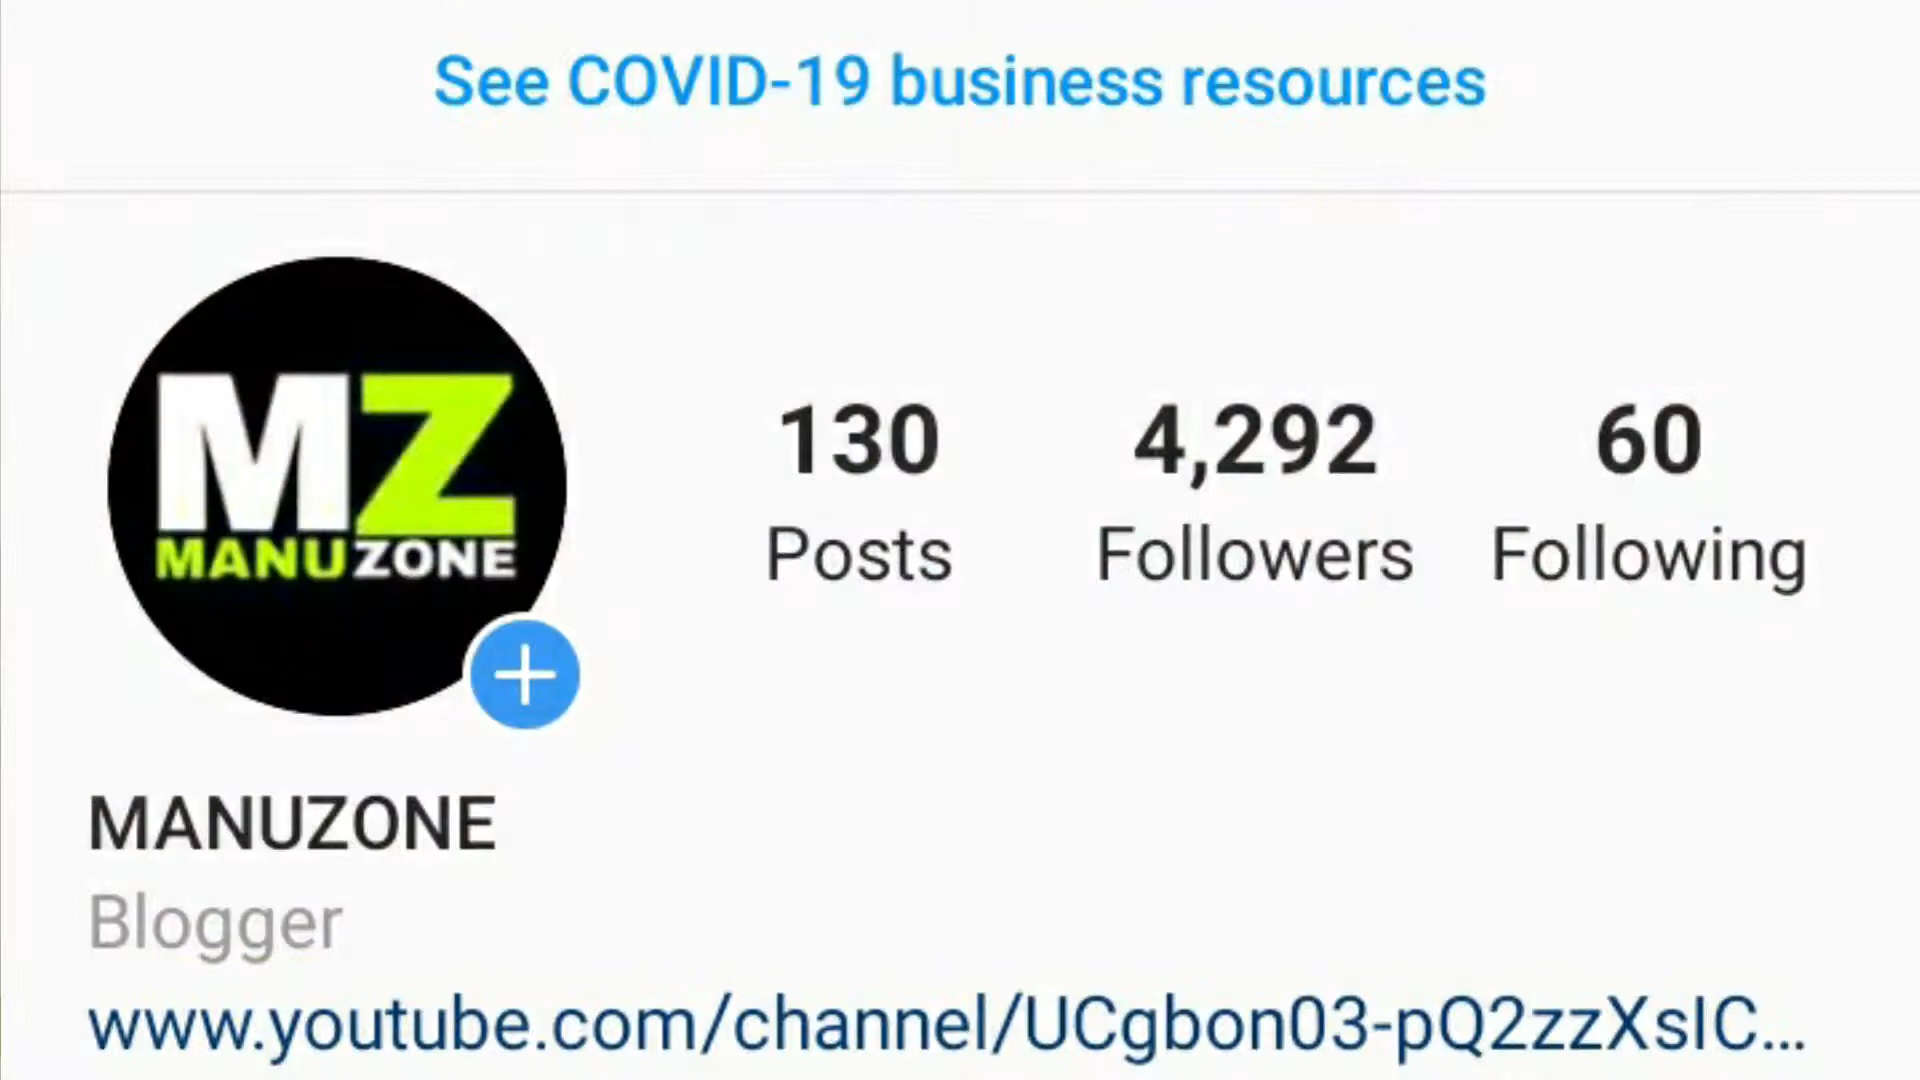 See COVID-19 business resources
MZ
MANUZONE
130
4,292
60
Posts
Followers
Following
MANUZONE
Blogger
www.youtube.com/channel/UCgbon03-pQ2zzXsIC...